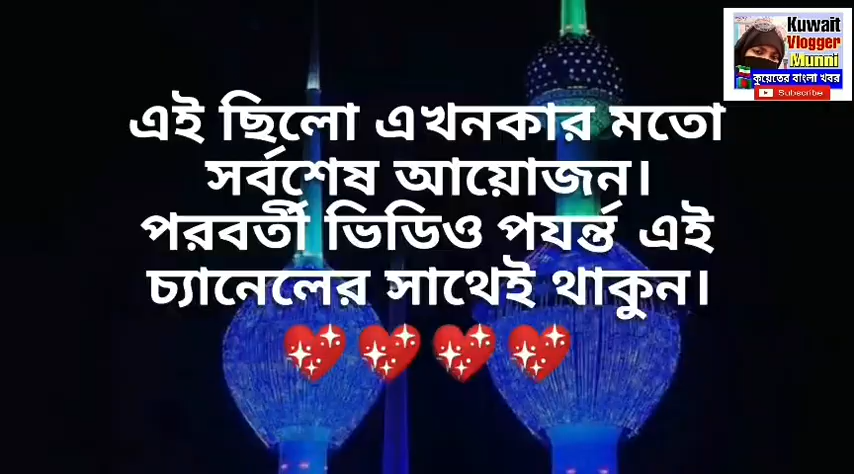 Kuwait
Vlogger
Munni
কুয়েতের বাংলা খবর
Subscribe
এই ছিলো এখনকার মতো
সর্বশেষ আয়োজন।
পরবর্তী ভিডিও পযর্ন্ত এই
চ্যানেলের সাথেই থাকুন।
💖💖💖💖